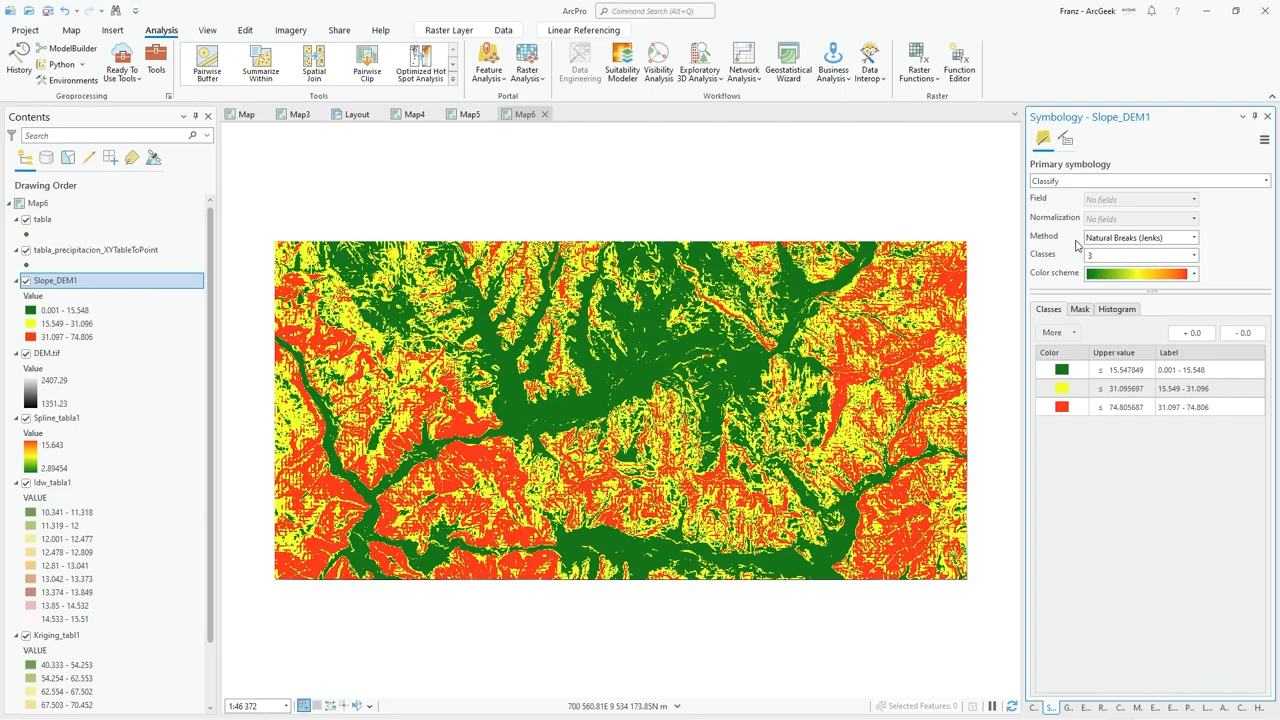 ArcPro
Command Search (Alt+Q)
Franz - ArcGeek
Project
Map
Insert
Analysis
View
Edit
Imagery
Share
Help
Raster Layer
Data
Linear Referencing
History
ModelBuilder
Python
Environments
Ready To Use Tools
Tools
Pairwise Buffer
Summarize Within
Spatial Join
Pairwise Clip
Optimized Hot Spot Analysis
Feature Analysis
Raster Analysis
Data Engineering
Suitability Modeler
Visibility Analysis
Exploratory 3D Analysis
Network Analysis
Geostatistical Wizard
Business Analysis
Data Interop
Raster Functions
Function Editor
Geoprocessing
Tools
Portal
Workflows
Raster
Contents
Search
Drawing Order
Map6
tabla
tabla_precipitacion_XYTableToPoint
Slope_DEM1
Value
0.001 - 15.548
15.549 - 31.096
31.097 - 74.806
DEM.tif
Value
2407.29
1351.23
Spline_tabla1
Value
15.643
2.89454
Idw_tabla1
VALUE
10.341 - 11.318
11.319 - 12
12.001 - 12.477
12.478 - 12.809
12.81 - 13.041
13.042 - 13.373
13.374 - 13.849
13.85 - 14.532
14.533 - 15.51
Kriging_tabl1
VALUE
40.333 - 54.253
54.254 - 62.553
62.554 - 67.502
67.503 - 70.452
Map
Map3
Layout
Map4
Map5
Map6
1:46 372
700 560.81E 9 534 173.85N m
Selected Features: 0
Symbology - Slope_DEM1
Primary symbology
Classify
Field
No fields
Normalization
No fields
Method
Natural Breaks (Jenks)
Classes
3
Color scheme
Classes
Mask
Histogram
More
+ 0.0
- 0.0
Color
Upper value
Label
≤ 15.547849
0.001 - 15.548
≤ 31.095697
15.549 - 31.096
≤ 74.805687
31.097 - 74.806
C...
S...
G...
E...
R...
C...
M...
E...
E...
P...
L...
A...
C...
H...